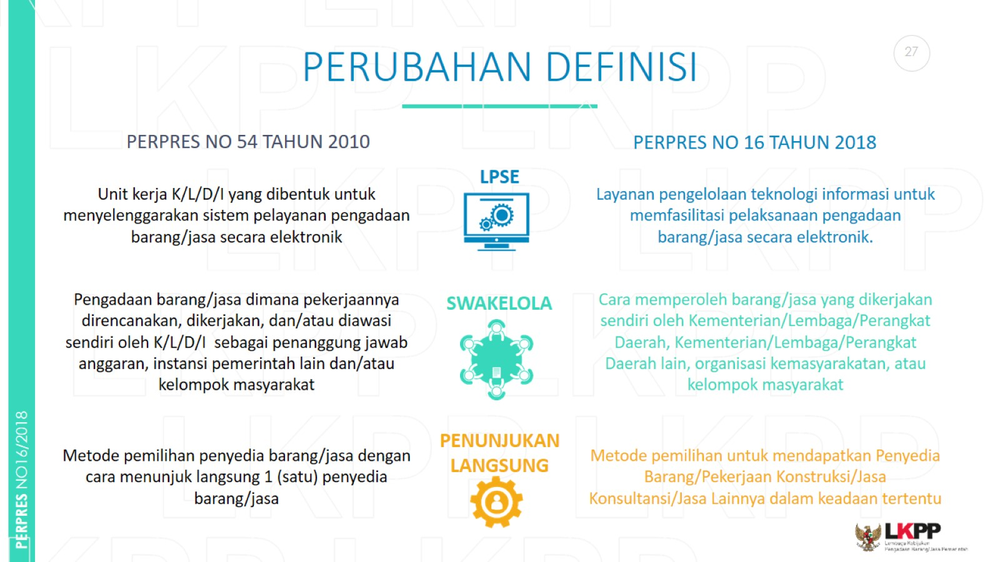 27
PERUBAHAN DEFINISI
PERPRES NO 54 TAHUN 2010
PERPRES NO 16 TAHUN 2018
LPSE
Unit kerja K/L/D/I yang dibentuk untuk
menyelenggarakan sistem pelayanan pengadaan
barang/jasa secara elektronik
Layanan pengelolaan teknologi informasi untuk
memfasilitasi pelaksanaan pengadaan
barang/jasa secara elektronik.
SWAKELOLA
Pengadaan barang/jasa dimana pekerjaannya
direncanakan, dikerjakan, dan/atau diawasi
sendiri oleh K/L/D/I sebagai penanggung jawab
anggaran, instansi pemerintah lain dan/atau
kelompok masyarakat
Cara memperoleh barang/jasa yang dikerjakan
sendiri oleh Kementerian/Lembaga/Perangkat
Daerah, Kementerian/Lembaga/Perangkat
Daerah lain, organisasi kemasyarakatan, atau
kelompok masyarakat
PENUNJUKAN
LANGSUNG
Metode pemilihan penyedia barang/jasa dengan
cara menunjuk langsung 1 (satu) penyedia
barang/jasa
Metode pemilihan untuk mendapatkan Penyedia
Barang/Pekerjaan Konstruksi/Jasa
Konsultansi/Jasa Lainnya dalam keadaan tertentu
PERPRES NO16/2018
LKPP
Lembaga Kebijakan
Pengadaan Barang/Jasa Pemerintah